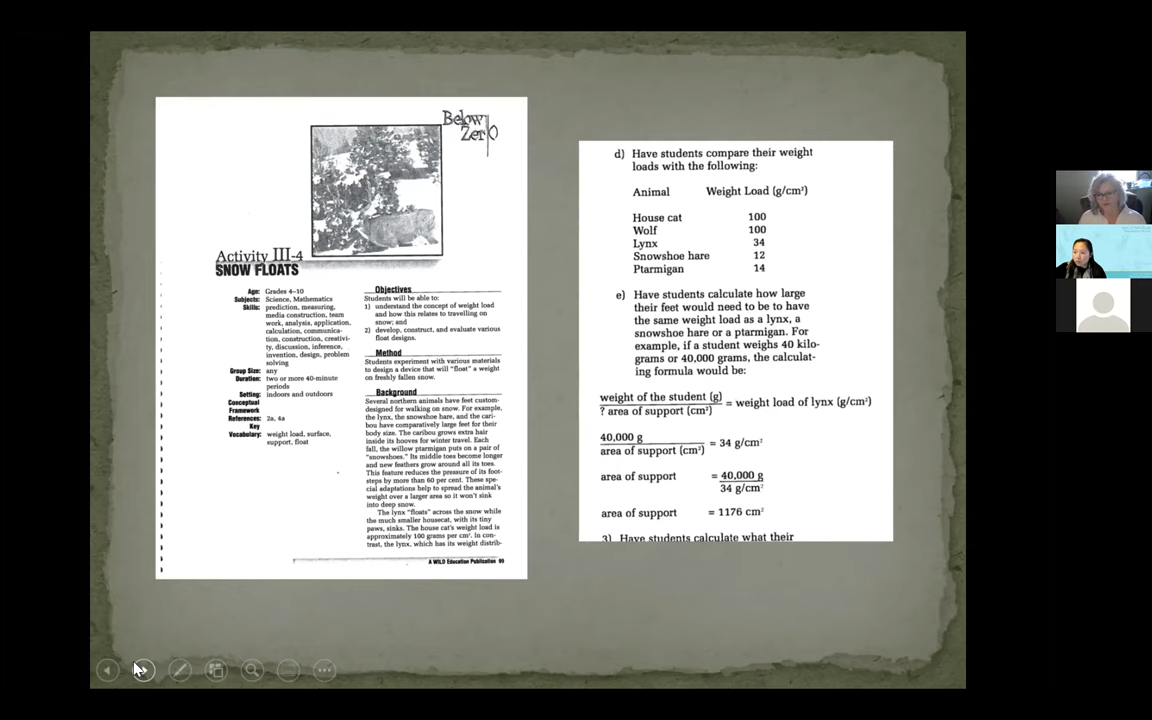 Below
Zero
Activity III-4
SNOW FLOATS
Age: Grades 4-10
Subjects: Science, Mathematics
Skills: prediction, measuring,
media construction, team
work, analysis, application,
calculation, communica-
tion, construction, creativi-
ty, discussion, inference,
invention, design, problem
solving
Group Size: any
Duration: two or more 40-minute
periods
Setting: indoors and outdoors
Conceptual
Framework
References: 2a, 4a
Key
Vocabulary: weight load, surface,
support, float
Objectives
Students will be able to:
1) understand the concept of weight load
and how this relates to travelling on
snow; and
2) develop, construct, and evaluate various
float designs.
Method
Students experiment with various materials
to design a device that will "float" a weight
on freshly fallen snow.
Background
Several northern animals have feet custom-
designed for walking on snow. For example,
the lynx, the snowshoe hare, and the cari-
bou have comparatively large feet for their
body size. The caribou grows extra hair
inside its hooves for winter travel. Each
fall, the willow ptarmigan puts on a pair of
"snowshoes." Its middle toes become longer
and new feathers grow around all its toes.
This feature reduces the pressure of its foot-
steps by more than 60 per cent. These spe-
cial adaptations help to spread the animal's
weight over a larger area so it won't sink
into deep snow.
The lynx "floats" across the snow while
the much smaller housecat, with its tiny
paws, sinks. The house cat's weight load is
approximately 100 grams per cm². In con-
trast, the lynx, which has its weight distrib-
A WILD Education Publication 99
d) Have students compare their weight
loads with the following:
Animal Weight Load (g/cm²)
House cat 100
Wolf 100
Lynx 34
Snowshoe hare 12
Ptarmigan 14
e) Have students calculate how large
their feet would need to be to have
the same weight load as a lynx, a
snowshoe hare or a ptarmigan. For
example, if a student weighs 40 kilo-
grams or 40,000 grams, the calculat-
ing formula would be:
weight of the student (g)
? area of support (cm²) = weight load of lynx (g/cm²)
40,000 g
area of support (cm²) = 34 g/cm²
area of support = 40,000 g
34 g/cm²
area of support = 1176 cm²
3) Have students calculate what their